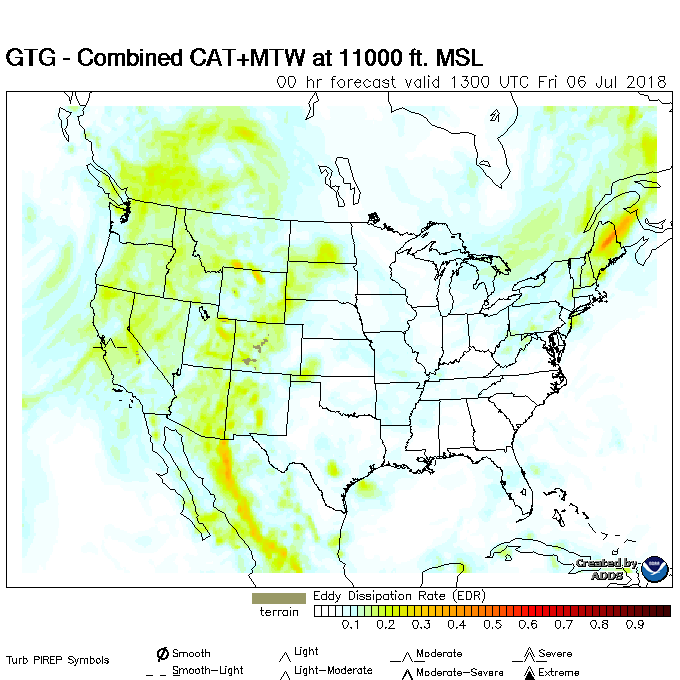 GTG - Combined CAT+MTW at 11000 ft. MSL
00 hr forecast valid 1300 UTC Fri 06 Jul 2018
Created by
ADDS
Eddy Dissipation Rate (EDR)
terrain
0.1 0.2 0.3 0.4 0.5 0.6 0.7 0.8 0.9
Turb PIREP Symbols
Smooth Light Moderate Severe
Smooth-Light Light-Moderate Moderate-Severe Extreme